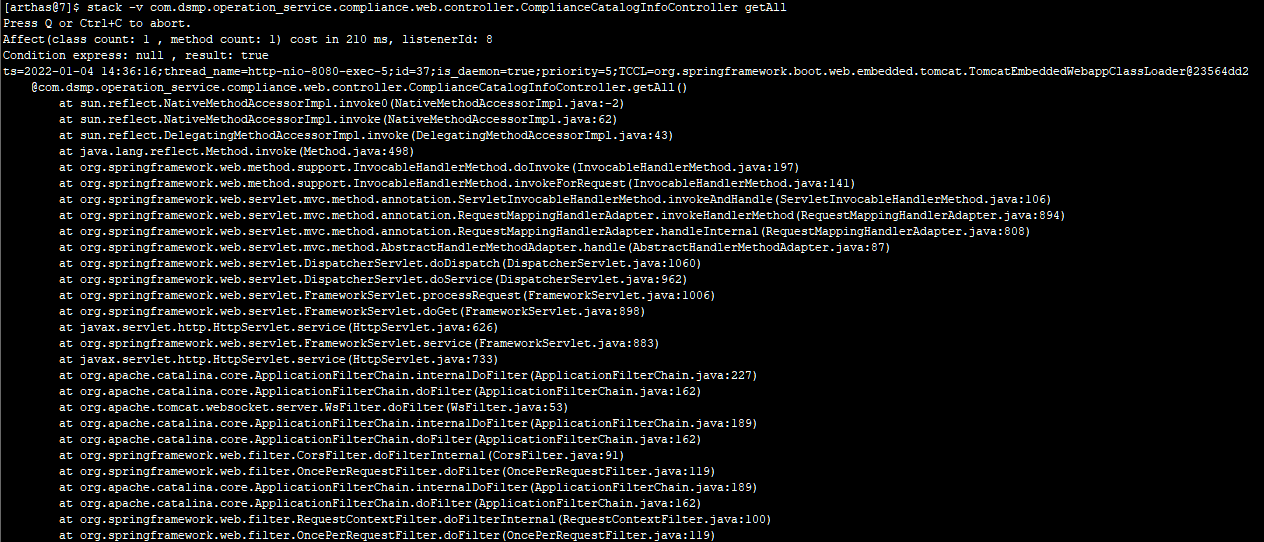 [arthas@7]$ stack -v com.dsmp.operation_service.compliance.web.controller.ComplianceCatalogInfoController getAll
Press Q or Ctrl+C to abort.
Affect(class count: 1 , method count: 1) cost in 210 ms, listenerId: 8
Condition express: null , result: true
ts=2022-01-04 14:36:16;thread_name=http-nio-8080-exec-5;id=37;is_daemon=true;priority=5;TCCL=org.springframework.boot.web.embedded.tomcat.TomcatEmbeddedWebappClassLoader@23564dd2
@com.dsmp.operation_service.compliance.web.controller.ComplianceCatalogInfoController.getAll()
at sun.reflect.NativeMethodAccessorImpl.invoke0(NativeMethodAccessorImpl.java:-2)
at sun.reflect.NativeMethodAccessorImpl.invoke(NativeMethodAccessorImpl.java:62)
at sun.reflect.DelegatingMethodAccessorImpl.invoke(DelegatingMethodAccessorImpl.java:43)
at java.lang.reflect.Method.invoke(Method.java:498)
at org.springframework.web.method.support.InvocableHandlerMethod.doInvoke(InvocableHandlerMethod.java:197)
at org.springframework.web.method.support.InvocableHandlerMethod.invokeForRequest(InvocableHandlerMethod.java:141)
at org.springframework.web.servlet.mvc.method.annotation.ServletInvocableHandlerMethod.invokeAndHandle(ServletInvocableHandlerMethod.java:106)
at org.springframework.web.servlet.mvc.method.annotation.RequestMappingHandlerAdapter.invokeHandlerMethod(RequestMappingHandlerAdapter.java:894)
at org.springframework.web.servlet.mvc.method.annotation.RequestMappingHandlerAdapter.handleInternal(RequestMappingHandlerAdapter.java:808)
at org.springframework.web.servlet.mvc.method.AbstractHandlerMethodAdapter.handle(AbstractHandlerMethodAdapter.java:87)
at org.springframework.web.servlet.DispatcherServlet.doDispatch(DispatcherServlet.java:1060)
at org.springframework.web.servlet.DispatcherServlet.doService(DispatcherServlet.java:962)
at org.springframework.web.servlet.FrameworkServlet.processRequest(FrameworkServlet.java:1006)
at org.springframework.web.servlet.FrameworkServlet.doGet(FrameworkServlet.java:898)
at javax.servlet.http.HttpServlet.service(HttpServlet.java:626)
at org.springframework.web.servlet.FrameworkServlet.service(FrameworkServlet.java:883)
at javax.servlet.http.HttpServlet.service(HttpServlet.java:733)
at org.apache.catalina.core.ApplicationFilterChain.internalDoFilter(ApplicationFilterChain.java:227)
at org.apache.catalina.core.ApplicationFilterChain.doFilter(ApplicationFilterChain.java:162)
at org.apache.tomcat.websocket.server.WsFilter.doFilter(WsFilter.java:53)
at org.apache.catalina.core.ApplicationFilterChain.internalDoFilter(ApplicationFilterChain.java:189)
at org.apache.catalina.core.ApplicationFilterChain.doFilter(ApplicationFilterChain.java:162)
at org.springframework.web.filter.CorsFilter.doFilterInternal(CorsFilter.java:91)
at org.springframework.web.filter.OncePerRequestFilter.doFilter(OncePerRequestFilter.java:119)
at org.apache.catalina.core.ApplicationFilterChain.internalDoFilter(ApplicationFilterChain.java:189)
at org.apache.catalina.core.ApplicationFilterChain.doFilter(ApplicationFilterChain.java:162)
at org.springframework.web.filter.RequestContextFilter.doFilterInternal(RequestContextFilter.java:100)
at org.springframework.web.filter.OncePerRequestFilter.doFilter(OncePerRequestFilter.java:119)